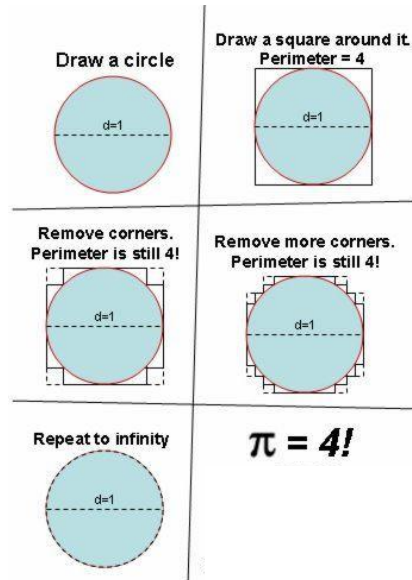 Draw a circle
d=1
Draw a square around it.
Perimeter = 4
d=1
Remove corners.
Perimeter is still 4!
d=1
Remove more corners.
Perimeter is still 4!
d=1
Repeat to infinity
d=1
π = 4!